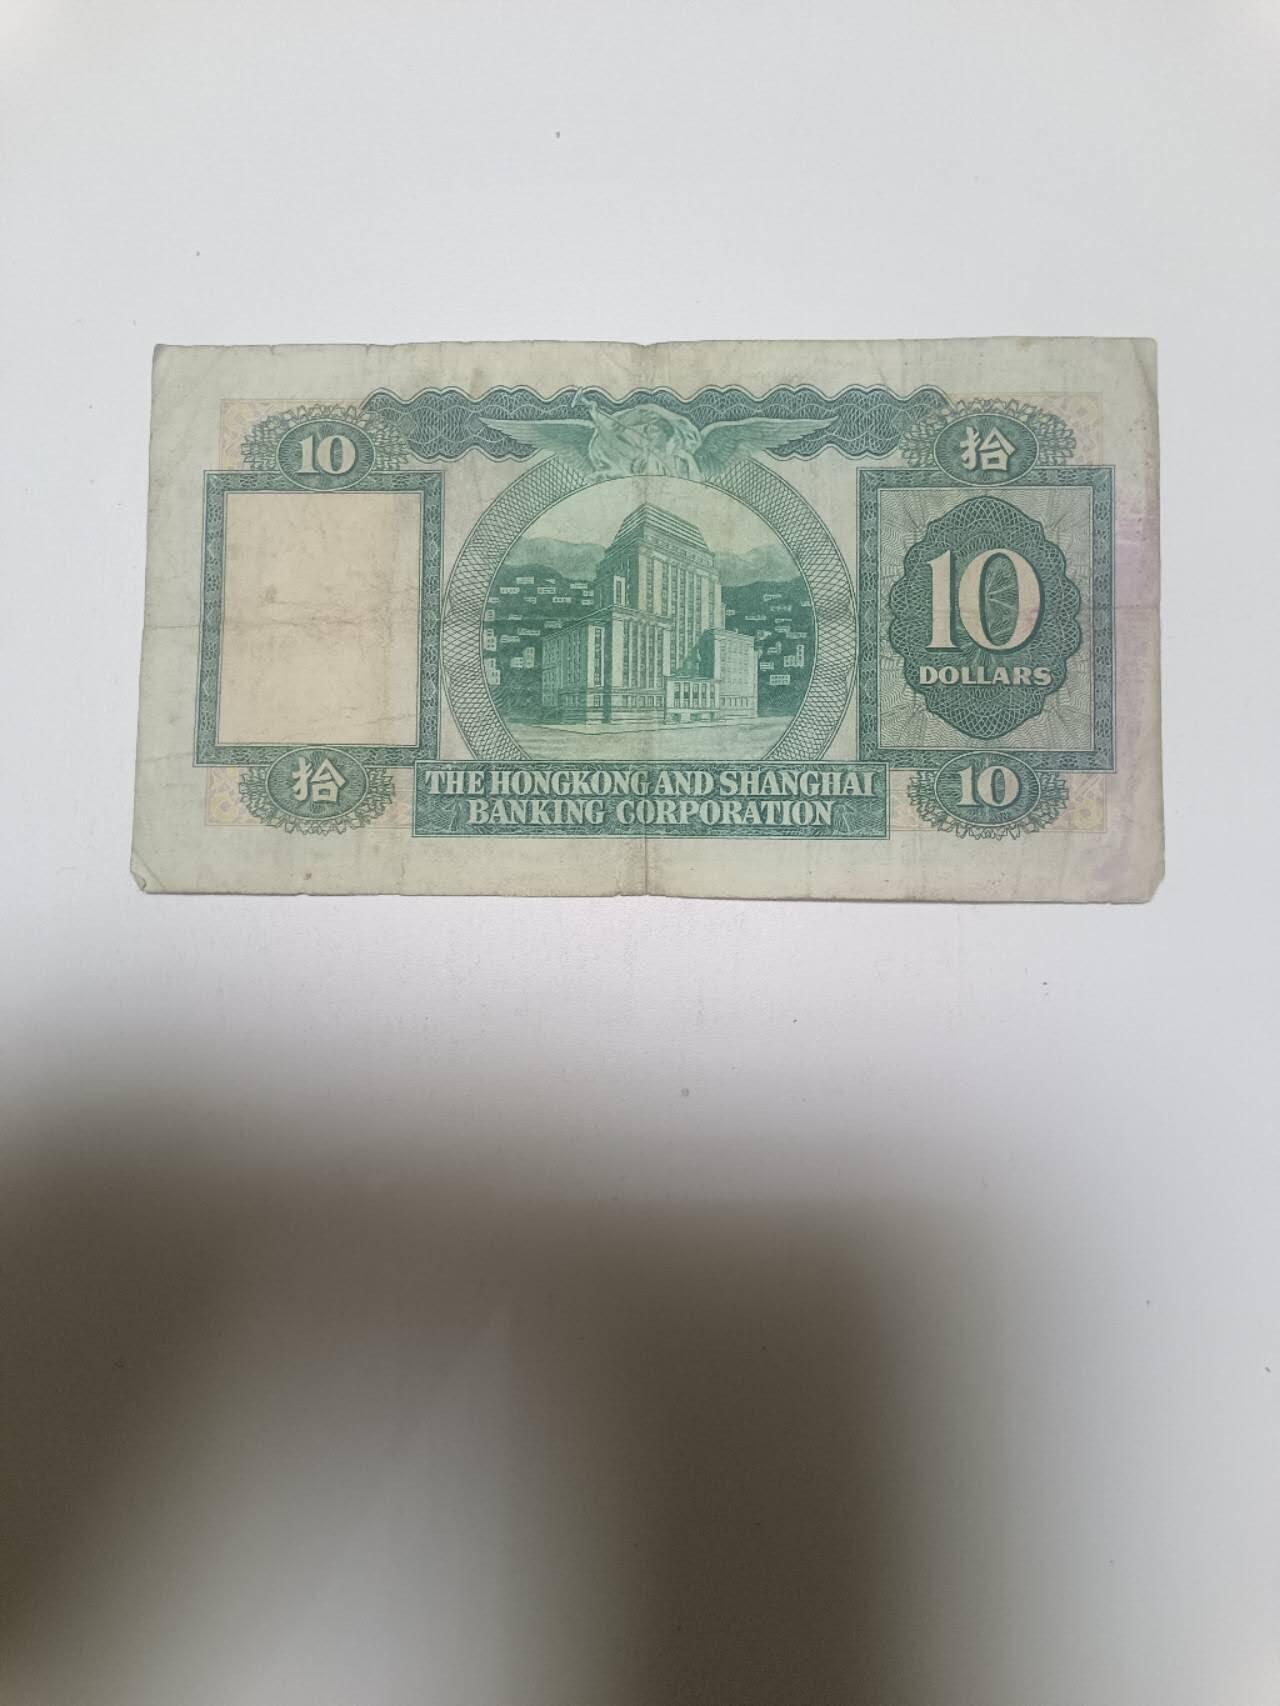 10
拾
10
DOLLARS
拾
10
THE HONGKONG AND SHANGHAI
BANKING CORPORATION